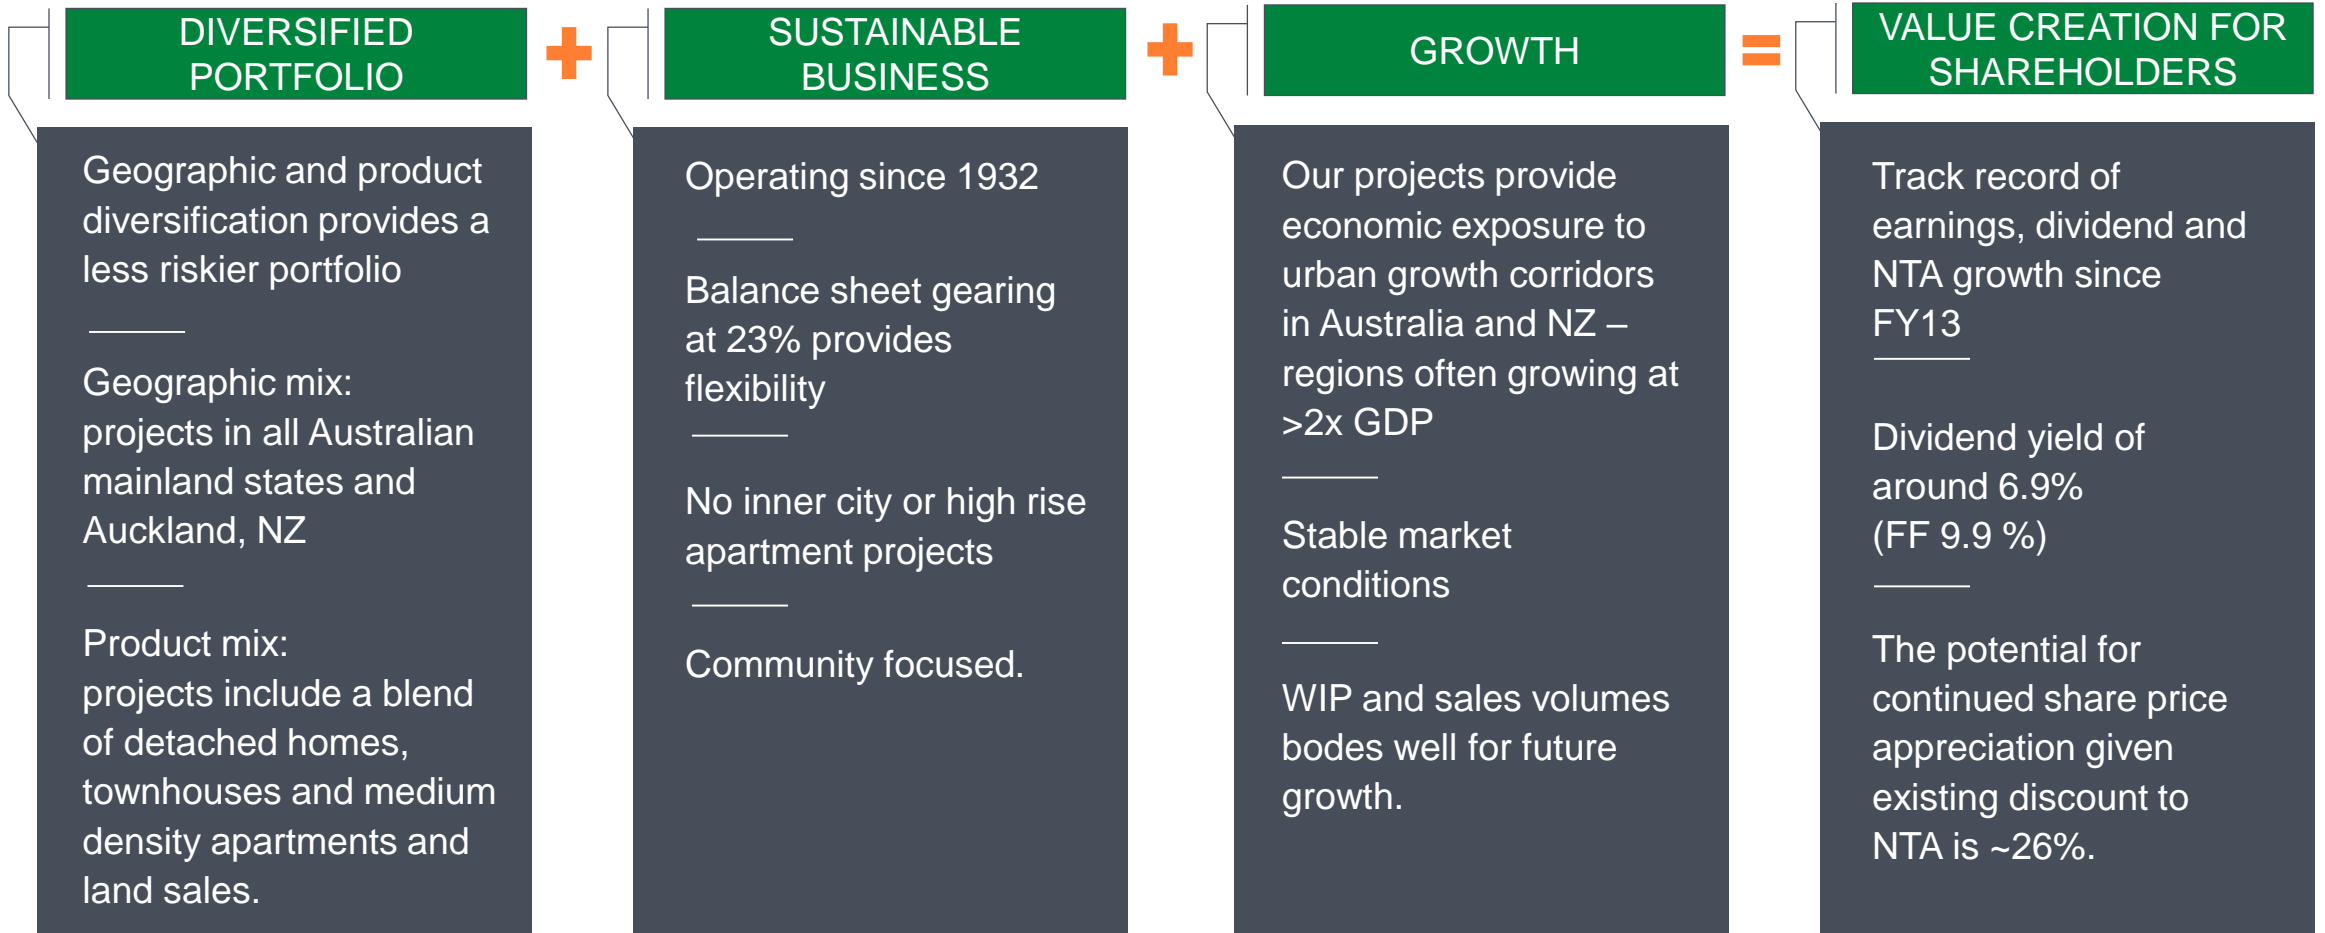 DIVERSIFIED
PORTFOLIO
Geographic and product
diversification provides a
less riskier portfolio
Geographic mix:
projects in all Australian
mainland states and
Auckland, NZ
Product mix:
projects include a blend
of detached homes,
townhouses and medium
density apartments and
land sales.
SUSTAINABLE
BUSINESS
Operating since 1932
Balance sheet gearing
at 23% provides
flexibility
No inner city or high rise
apartment projects
Community focused.
GROWTH
Our projects provide
economic exposure to
urban growth corridors
in Australia and NZ –
regions often growing at
>2x GDP
Stable market
conditions
WIP and sales volumes
bodes well for future
growth.
VALUE CREATION FOR
SHAREHOLDERS
Track record of
earnings, dividend and
NTA growth since
FY13
Dividend yield of
around 6.9%
(FF 9.9 %)
The potential for
continued share price
appreciation given
existing discount to
NTA is ~26%.